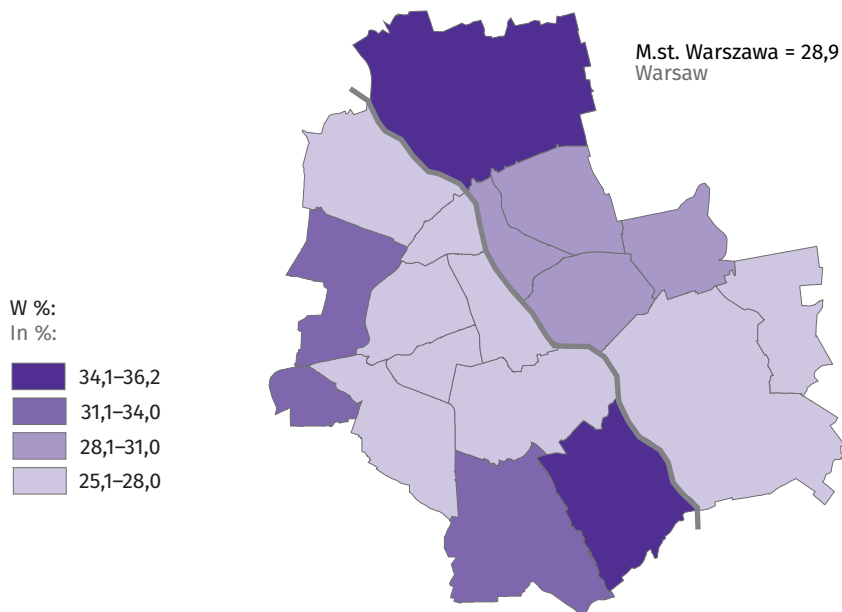 M.st. Warszawa = 28,9
Warsaw
W %:
In %:
34,1–36,2
31,1–34,0
28,1–31,0
25,1–28,0